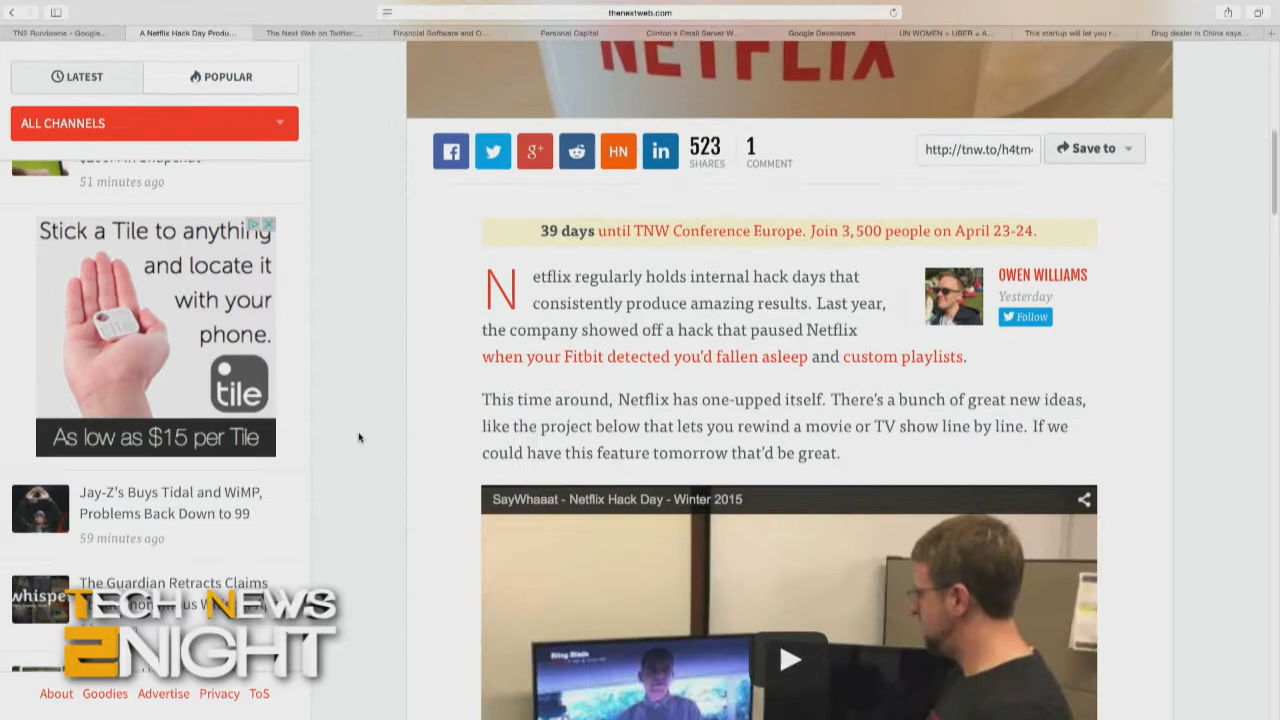 thenextweb.com
TN2 Rundowns - Google...
A Netflix Hack Day Produ...
The Next Web on Twitter:...
Financial Software and O...
Personal Capital
Clinton's Email Server W...
Google Developers
UN WOMEN + UBER = A...
This startup will let you r...
Drug dealer in China says...
LATEST
POPULAR
ALL CHANNELS
51 minutes ago
Stick a Tile to anything
and locate it
with your
phone.
tile
As low as $15 per Tile
Jay-Z's Buys Tidal and WiMP,
Problems Back Down to 99
59 minutes ago
whispe
The Guardian Retracts Claims
TECH NEWS
2NIGHT
About Goodies Advertise Privacy ToS
NETFLIX
HN
in
523
SHARES
1
COMMENT
http://tnw.to/h4tm
Save to
39 days until TNW Conference Europe. Join 3,500 people on April 23-24.
Netflix regularly holds internal hack days that
consistently produce amazing results. Last year,
the company showed off a hack that paused Netflix
when your Fitbit detected you'd fallen asleep and custom playlists.
OWEN WILLIAMS
Yesterday
Follow
This time around, Netflix has one-upped itself. There's a bunch of great new ideas,
like the project below that lets you rewind a movie or TV show line by line. If we
could have this feature tomorrow that'd be great.
SayWhaaat - Netflix Hack Day - Winter 2015
Sling Blade